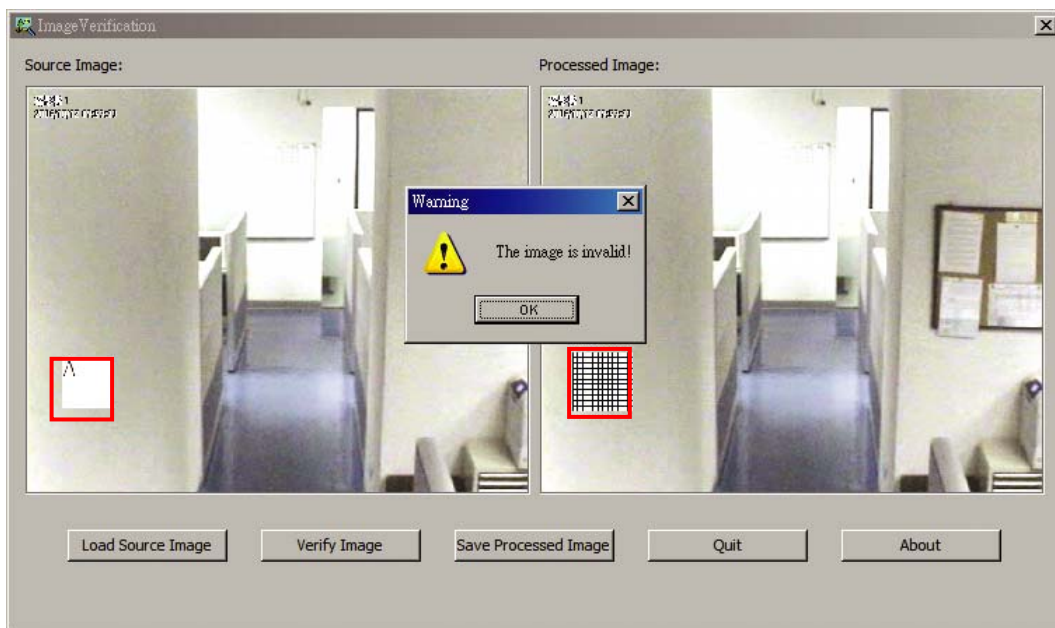 ImageVerification
Source Image:
Processed Image:
Warning
The image is invalid!
OK
Load Source Image
Verify Image
Save Processed Image
Quit
About